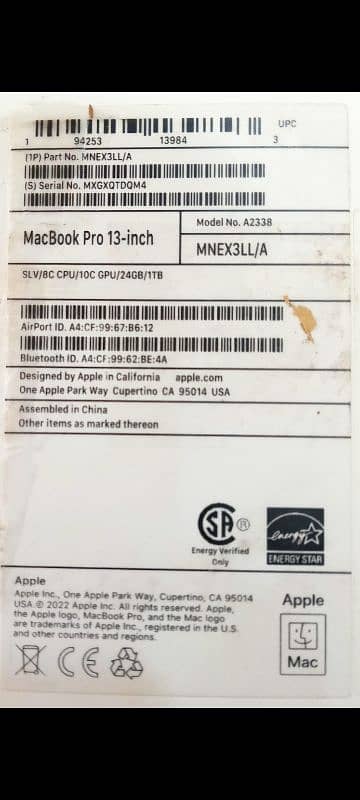 UPC
1 94253 13984 3
(1P) Part No. MNEX3LL/A
(S) Serial No. MXGXQTDQM4
MacBook Pro 13-inch
Model No. A2338
MNEX3LL/A
SLV/8C CPU/10C GPU/24GB/1TB
AirPort ID. A4:CF:99:67:B6:12
Bluetooth ID. A4:CF:99:62:BE:4A
Designed by Apple in California apple.com
One Apple Park Way Cupertino CA 95014 USA
Assembled in China
Other items as marked thereon
SA ®
Energy Verified
Only
energy
ENERGY STAR
Apple
Apple Inc., One Apple Park Way, Cupertino, CA 95014
USA © 2022 Apple Inc. All rights reserved. Apple,
the Apple logo, MacBook Pro, and the Mac logo
are trademarks of Apple Inc., registered in the U.S.
and other countries and regions.
CE
Apple
Mac